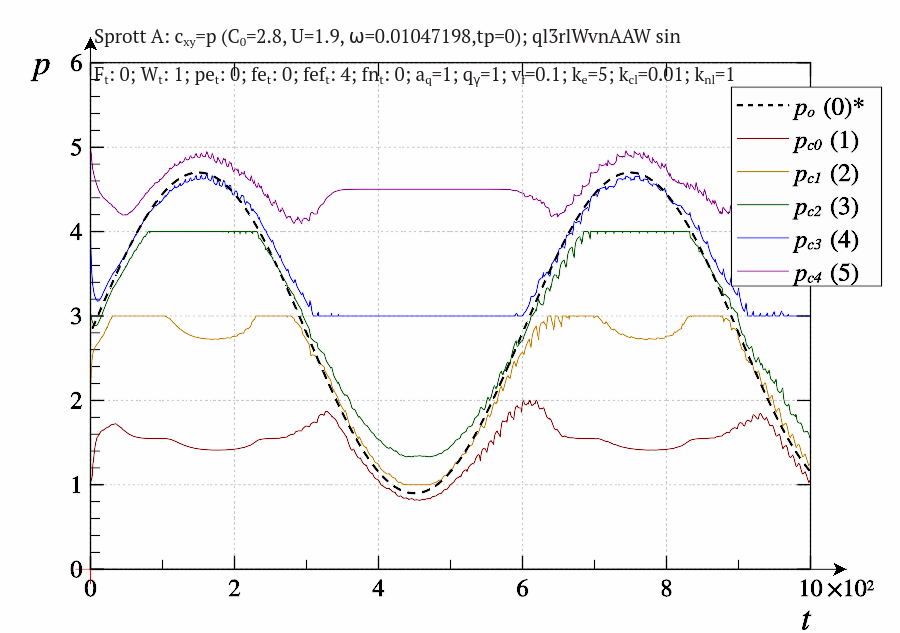 Sprott A: cxy=p (C0=2.8, U=1.9, ω=0.01047198,tp=0); ql3rlWvnAAW sin
Ft: 0; Wt: 1; pet: 0; fet: 0; feft: 4; fnt: 0; aq=1; qγ=1; vf=0.1; ke=5; kcl=0.01; knl=1
p
6
5
4
3
2
1
0
po (0)*
pc0 (1)
pc1 (2)
pc2 (3)
pc3 (4)
pc4 (5)
0 2 4 6 8 10 ×10²
t